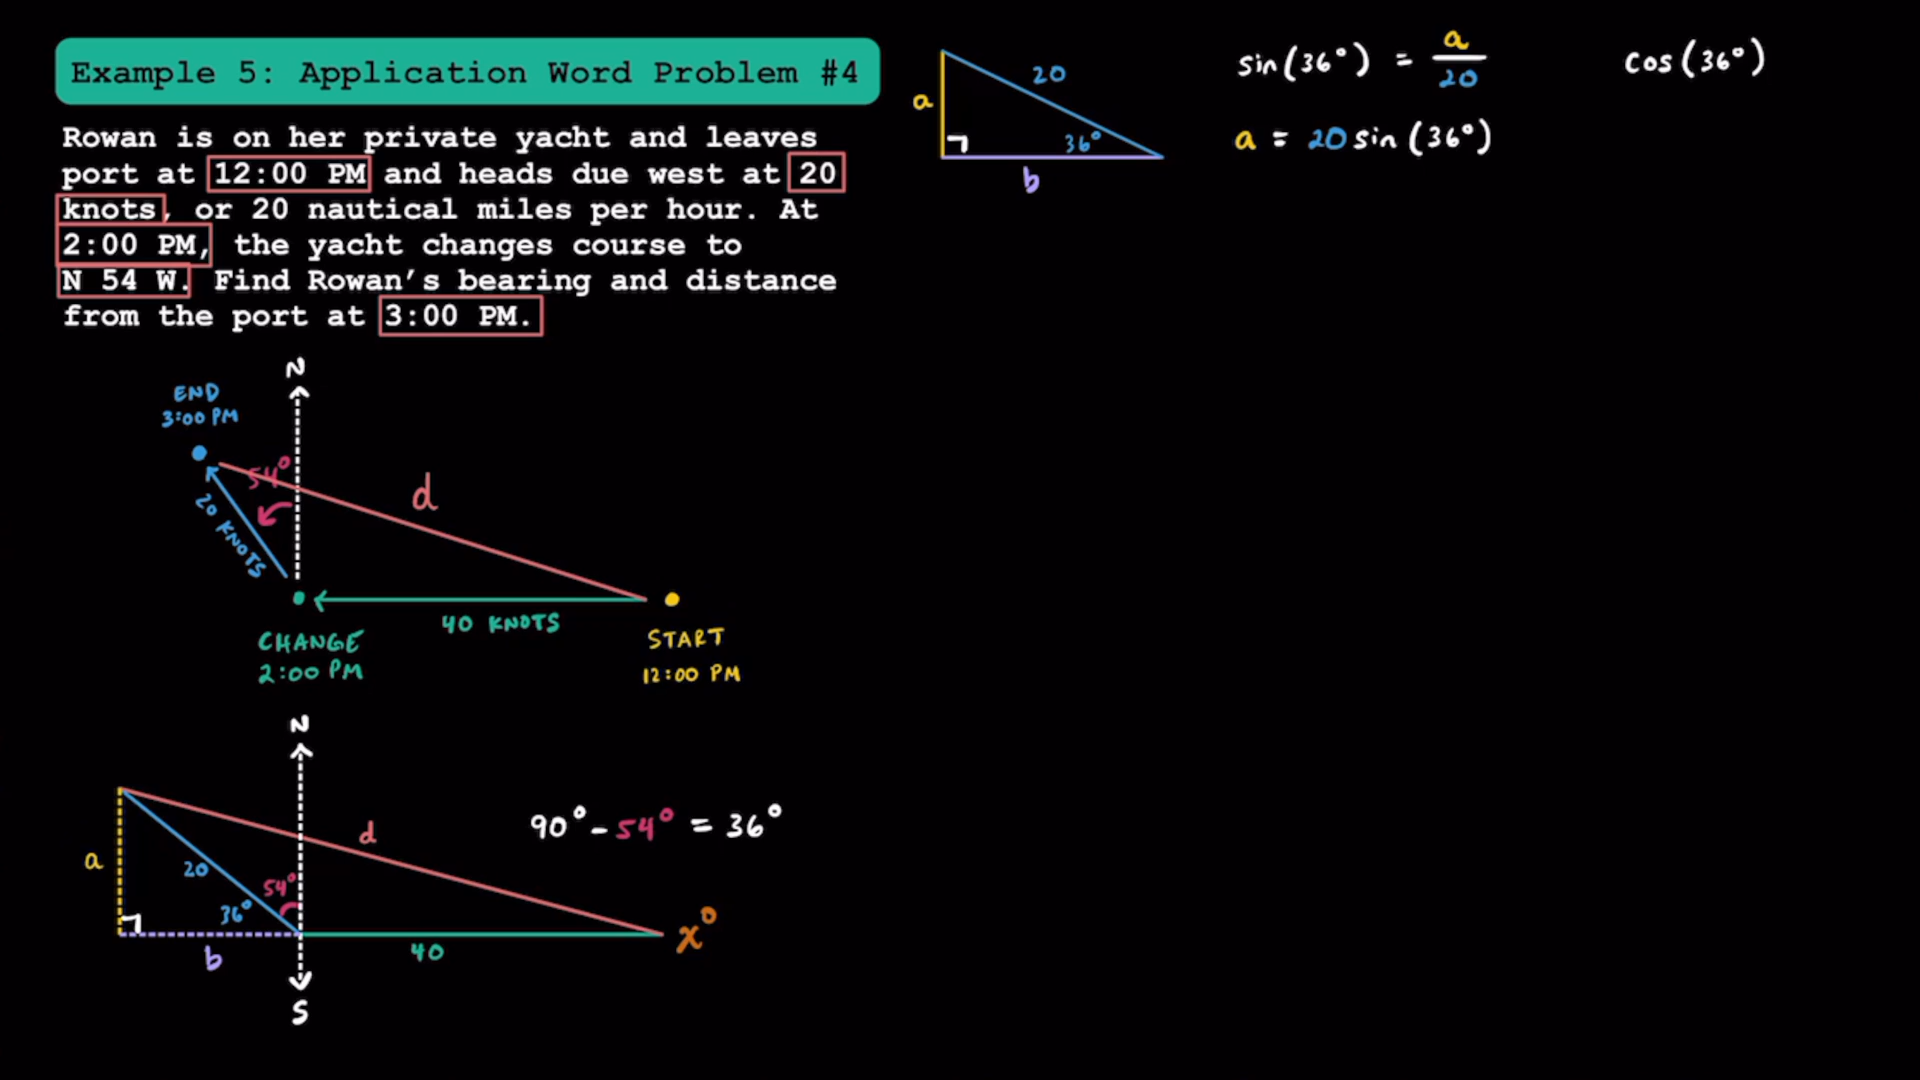 Example 5: Application Word Problem #4
Rowan is on her private yacht and leaves
port at 12:00 PM and heads due west at 20
knots, or 20 nautical miles per hour. At
2:00 PM, the yacht changes course to
N 54 W. Find Rowan’s bearing and distance
from the port at 3:00 PM.
a
20
36°
b
sin(36°) = a/20
a = 20 sin(36°)
cos(36°)
N
END
3:00 PM
54°
d
20 KNOTS
40 KNOTS
CHANGE
2:00 PM
START
12:00 PM
N
d
a
20
54°
36°
b
40
x°
S
90° - 54° = 36°